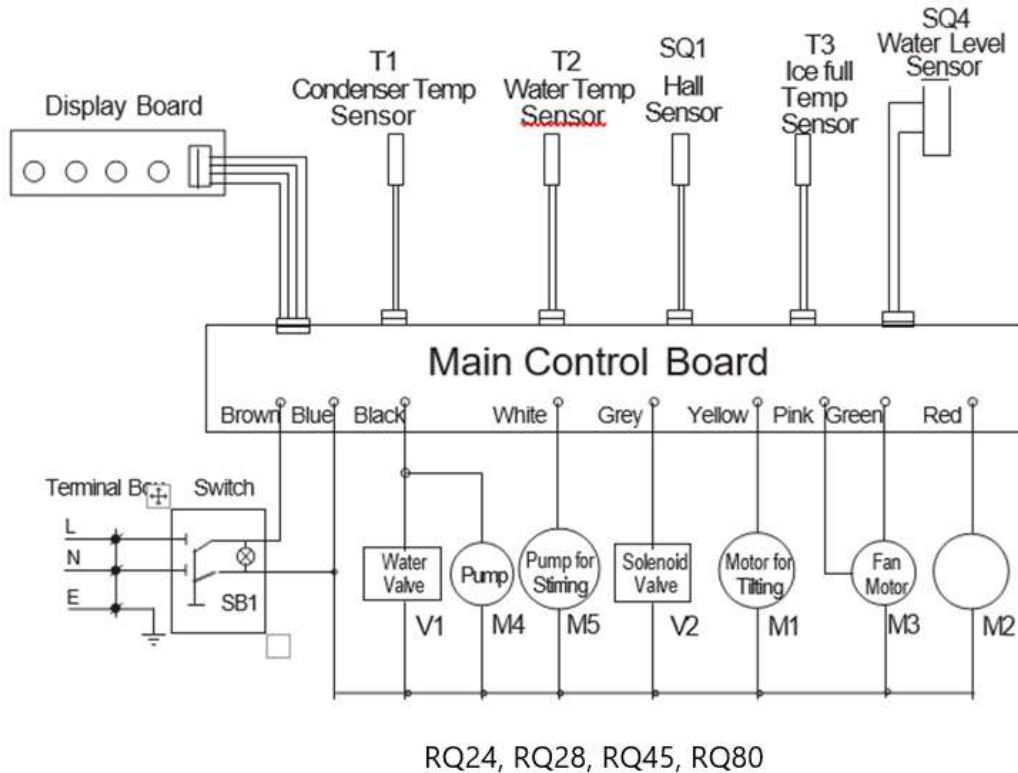 SQ4
Water Level
Sensor
T1
Condenser Temp
Sensor
T2
Water Temp
Sensor
SQ1
Hall
Sensor
T3
Ice full
Temp
Sensor
Display Board
Main Control Board
Brown Blue Black White Grey Yellow Pink Green Red
Terminal Bo Switch
L
N
E
SB1
Water
Valve
V1
Pump
M4
Pump for
Stirring
M5
Solenoid
Valve
V2
Motor for
Tilting
M1
Fan
Motor
M3
M2
RQ24, RQ28, RQ45, RQ80